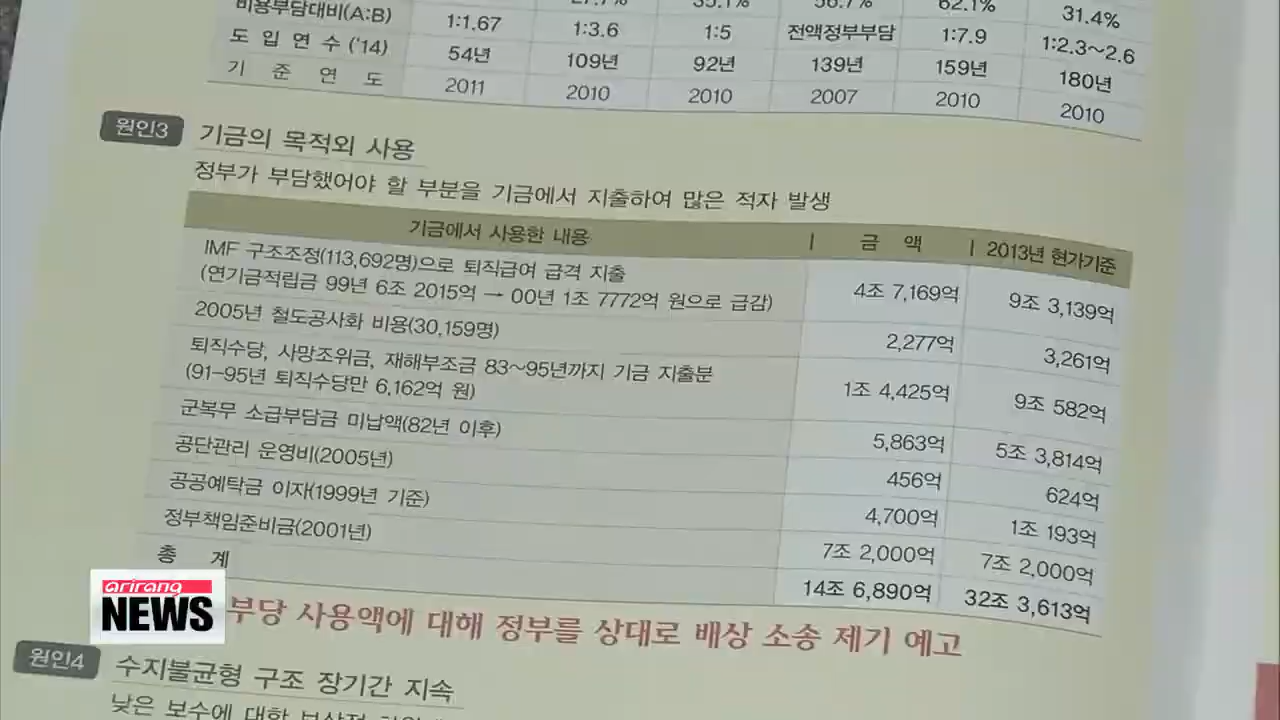 비용부담대비(A:B) 1:1.67 1:3.6 1:5 전액정부부담 1:7.9 1:2.3~2.6
62.1% 31.4%
도입연수('14) 54년 109년 92년 139년 159년 180년
기준연도 2011 2010 2010 2007 2010 2010
원인3 기금의 목적외 사용
정부가 부담했어야 할 부분을 기금에서 지출하여 많은 적자 발생
기금에서 사용한 내용 | 금 액 | 2013년 현가기준
IMF 구조조정(113,692명)으로 퇴직급여 급격 지출
(연기금적립금 99년 6조 2015억 → 00년 1조 7772억 원으로 급감) 4조 7,169억 9조 3,139억
2005년 철도공사화 비용(30,159명) 2,277억 3,261억
퇴직수당, 사망조위금, 재해부조금 83~95년까지 기금 지출분
(91-95년 퇴직수당만 6,162억 원) 1조 4,425억 9조 582억
군복무 소급부담금 미납액(82년 이후) 5,863억 5조 3,814억
공단관리 운영비(2005년) 456억 624억
공공예탁금 이자(1999년 기준) 4,700억 1조 193억
정부책임준비금(2001년) 7조 2,000억 7조 2,000억
총 계 14조 6,890억 32조 3,613억
부당 사용액에 대해 정부를 상대로 배상 소송 제기 예고
arirang
NEWS
원인4 수지불균형 구조 장기간 지속
낮은 보수에 대한